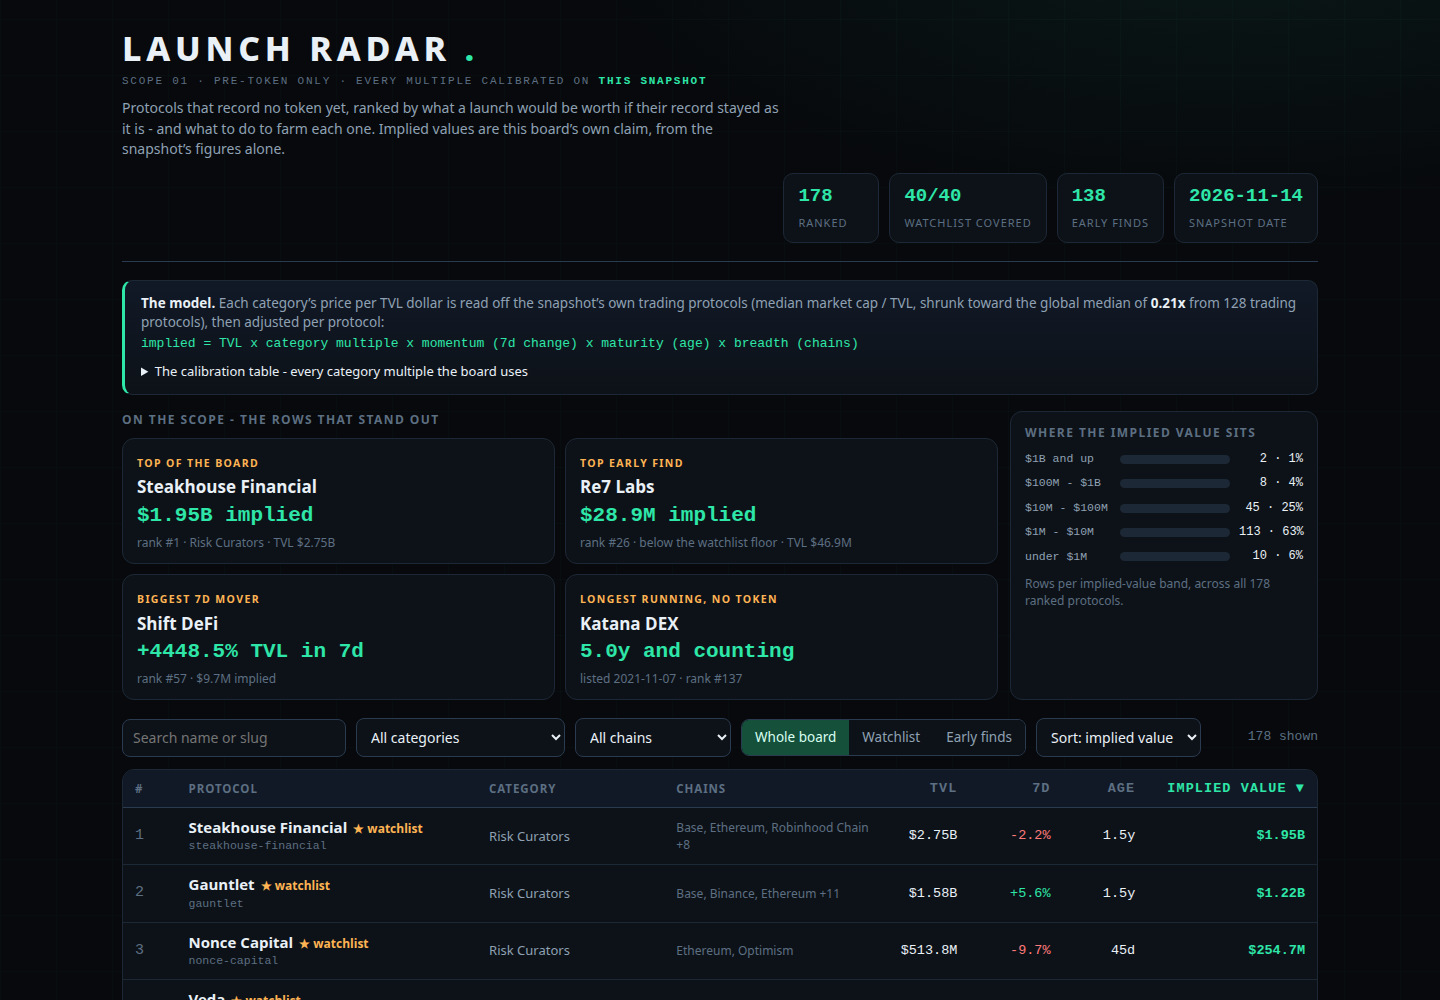 LAUNCH RADAR .
SCOPE 01 · PRE-TOKEN ONLY · EVERY MULTIPLE CALIBRATED ON THIS SNAPSHOT
Protocols that record no token yet, ranked by what a launch would be worth if their record stayed as
it is - and what to do to farm each one. Implied values are this board's own claim, from the
snapshot's figures alone.
178
RANKED
40/40
WATCHLIST COVERED
138
EARLY FINDS
2026-11-14
SNAPSHOT DATE
The model. Each category's price per TVL dollar is read off the snapshot's own trading protocols (median market cap / TVL, shrunk toward the global median of 0.21x from 128 trading
protocols), then adjusted per protocol:
implied = TVL x category multiple x momentum (7d change) x maturity (age) x breadth (chains)
▶ The calibration table - every category multiple the board uses
ON THE SCOPE - THE ROWS THAT STAND OUT
TOP OF THE BOARD
Steakhouse Financial
$1.95B implied
rank #1 · Risk Curators · TVL $2.75B
TOP EARLY FIND
Re7 Labs
$28.9M implied
rank #26 · below the watchlist floor · TVL $46.9M
BIGGEST 7D MOVER
Shift DeFi
+4448.5% TVL in 7d
rank #57 · $9.7M implied
LONGEST RUNNING, NO TOKEN
Katana DEX
5.0y and counting
listed 2021-11-07 · rank #137
WHERE THE IMPLIED VALUE SITS
$1B and up 2 · 1%
$100M - $1B 8 · 4%
$10M - $100M 45 · 25%
$1M - $10M 113 · 63%
under $1M 10 · 6%
Rows per implied-value band, across all 178
ranked protocols.
Search name or slug All categories All chains Whole board Watchlist Early finds Sort: implied value 178 shown
# PROTOCOL CATEGORY CHAINS TVL 7D AGE IMPLIED VALUE ▼
1 Steakhouse Financial ★ watchlist Risk Curators Base, Ethereum, Robinhood Chain $2.75B -2.2% 1.5y $1.95B
steakhouse-financial +8
2 Gauntlet ★ watchlist Risk Curators Base, Binance, Ethereum +11 $1.58B +5.6% 1.5y $1.22B
gauntlet
3 Nonce Capital ★ watchlist Risk Curators Ethereum, Optimism $513.8M -9.7% 45d $254.7M
nonce-capital
Veda ★ watchlist